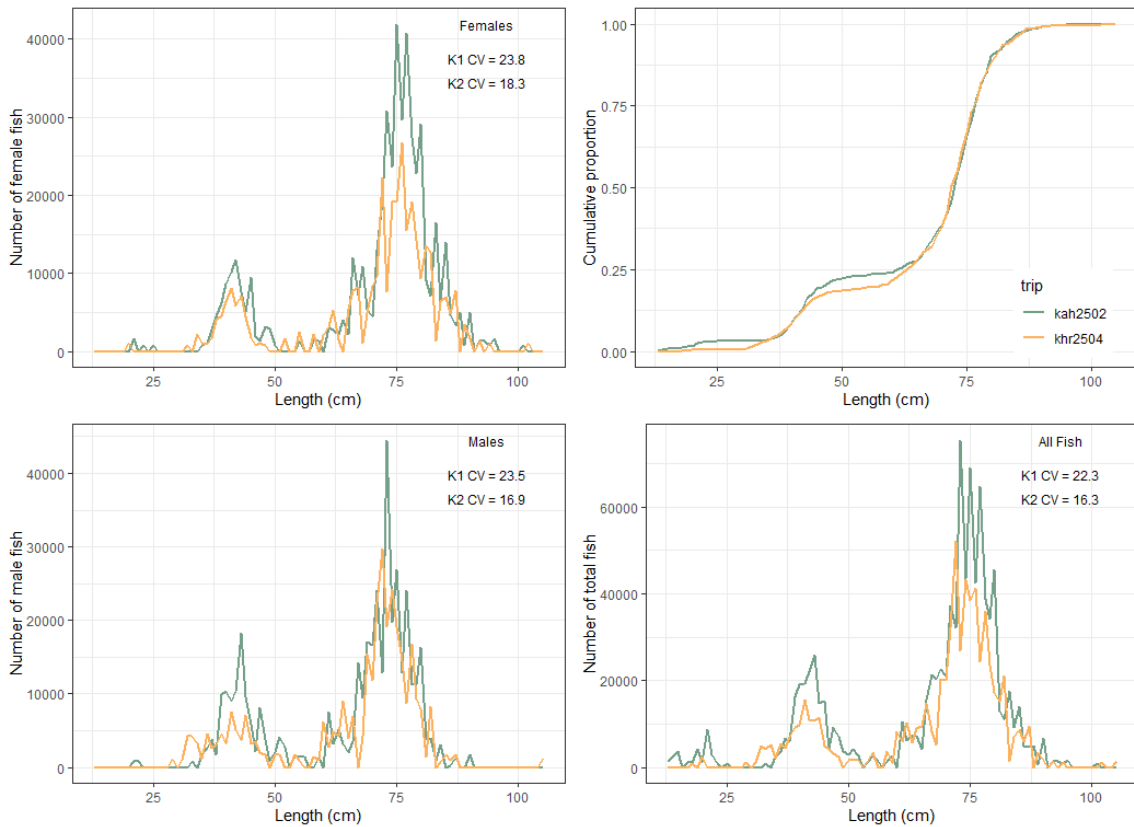 Females
K1 CV = 23.8
K2 CV = 18.3
Number of female fish
40000
30000
20000
10000
0
25
50
75
100
Length (cm)
Cumulative proportion
1.00
0.75
0.50
0.25
0.00
trip
kah2502
khr2504
25
50
75
100
Length (cm)
Males
K1 CV = 23.5
K2 CV = 16.9
Number of male fish
40000
30000
20000
10000
0
25
50
75
100
Length (cm)
All Fish
K1 CV = 22.3
K2 CV = 16.3
Number of total fish
60000
40000
20000
0
25
50
75
100
Length (cm)